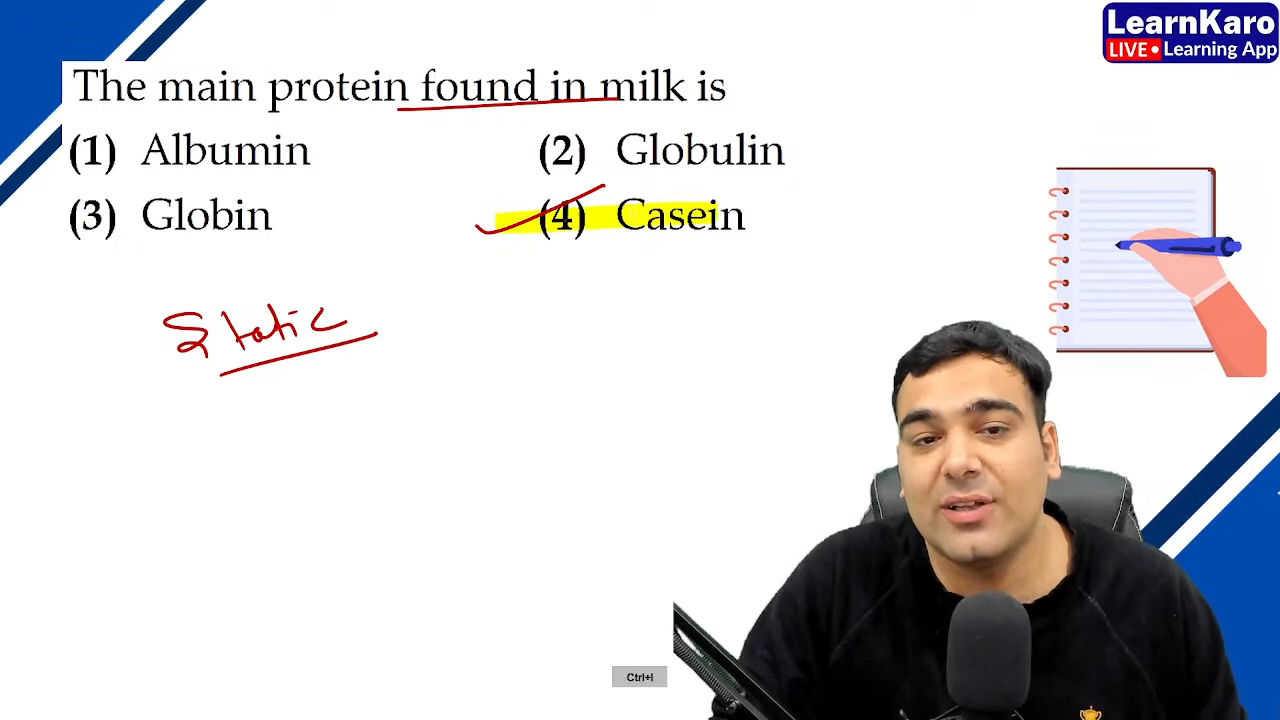 LearnKaro
LIVE • Learning App
The main protein found in milk is
(1) Albumin (2) Globulin
(3) Globin (4) Casein
Static
Ctrl+I